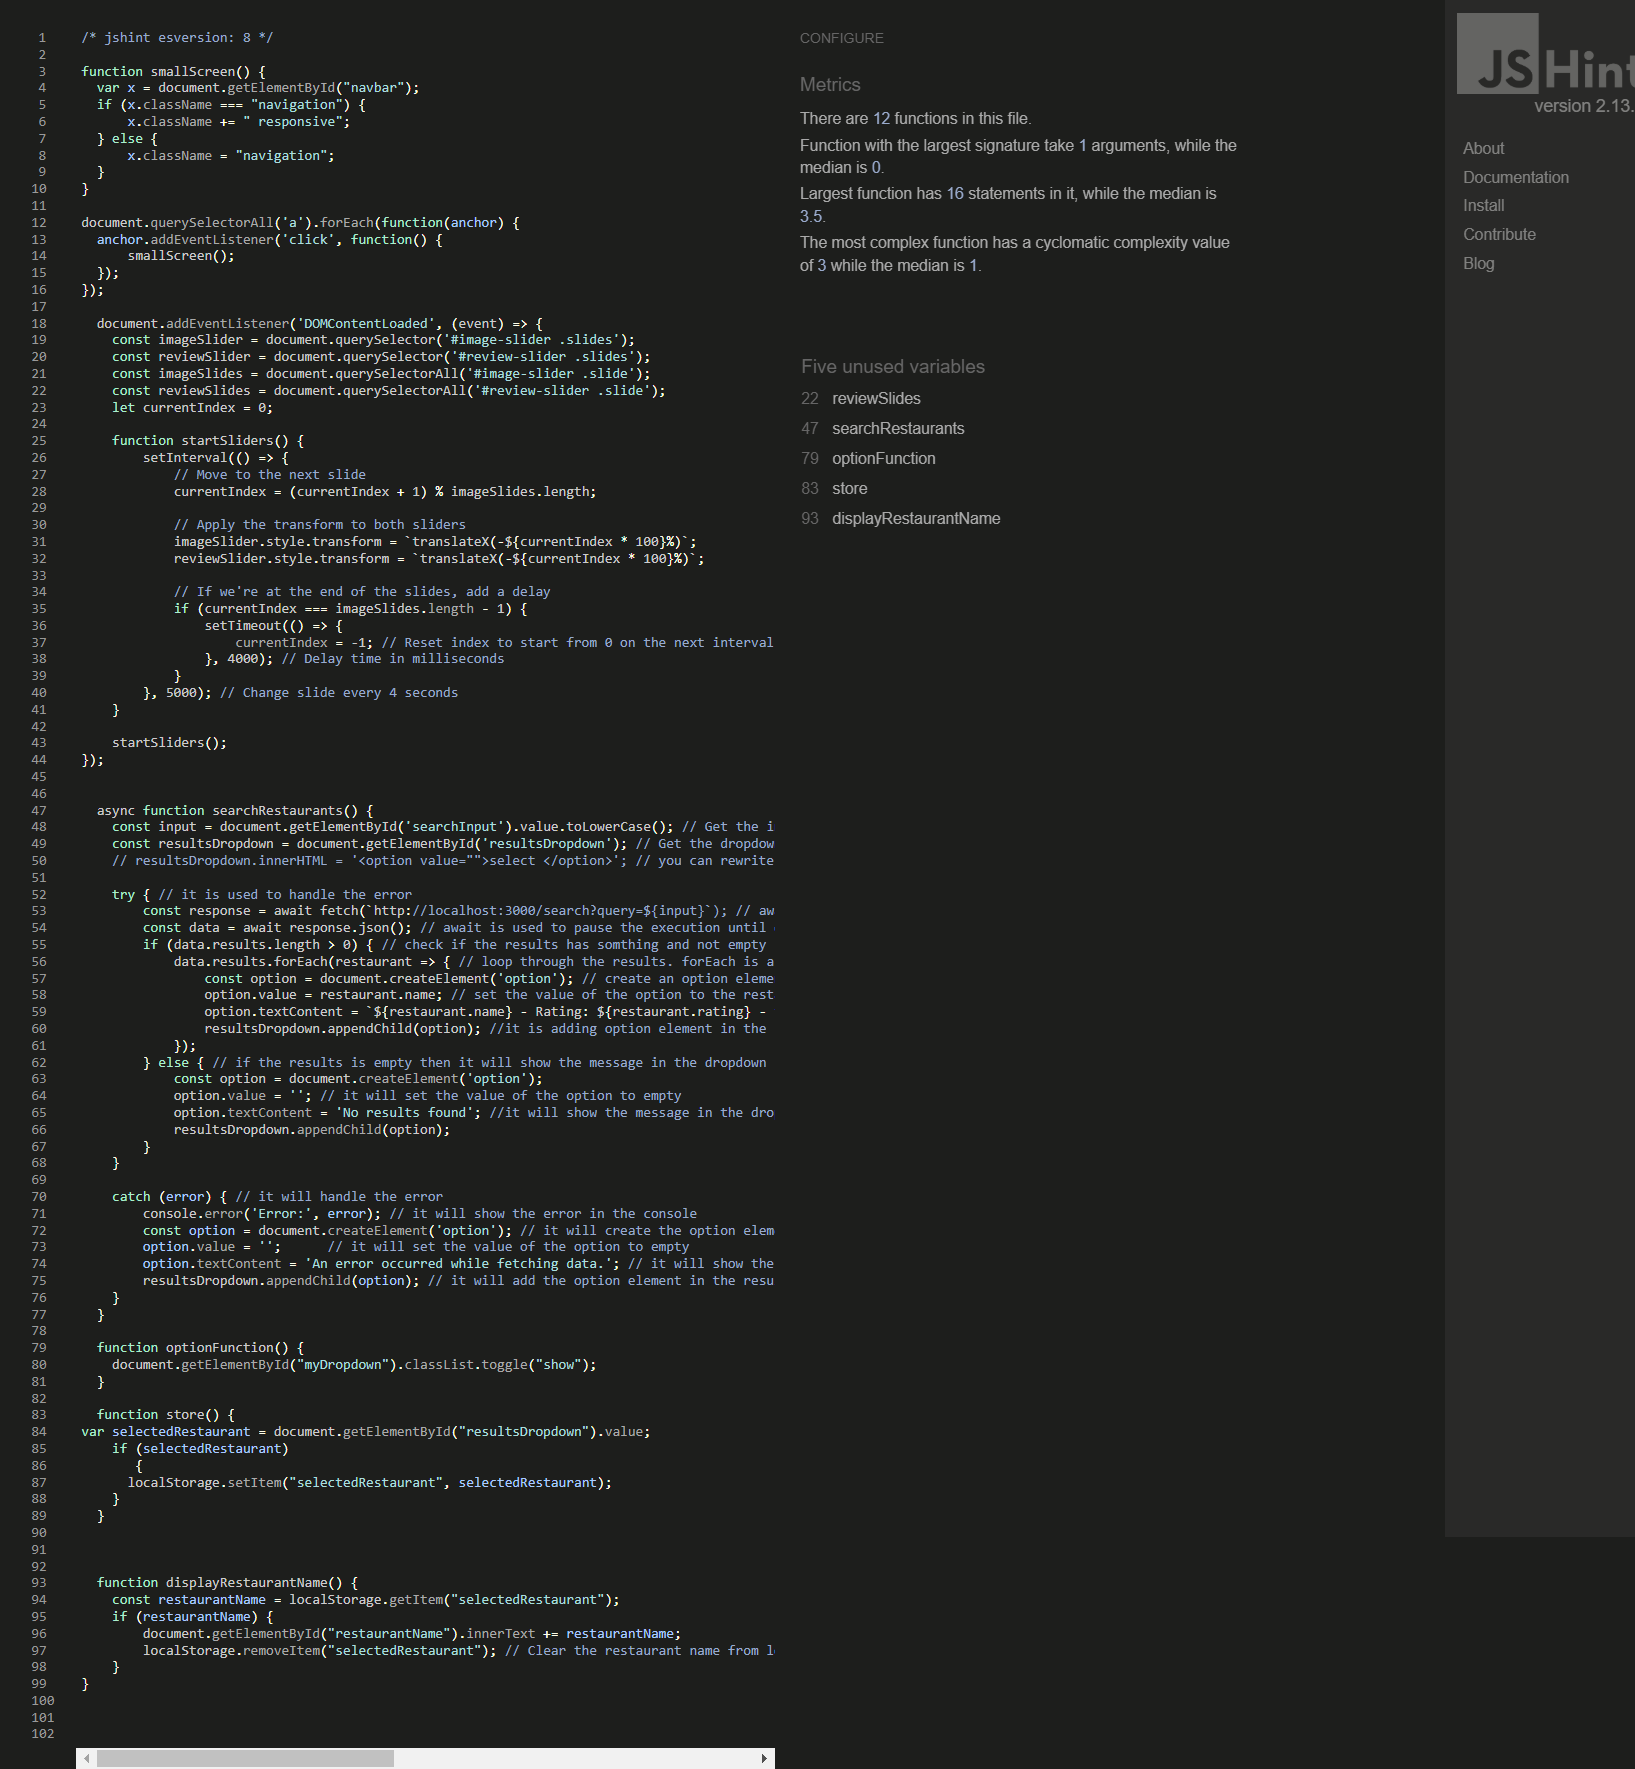 1 /* jshint esversion: 8 */
2
3 function smallScreen() {
4 var x = document.getElementById("navbar");
5 if (x.className === "navigation") {
6 x.className += " responsive";
7 } else {
8 x.className = "navigation";
9 }
10 }
11
12 document.querySelectorAll('a').forEach(function(anchor) {
13 anchor.addEventListener('click', function() {
14 smallScreen();
15 });
16 });
17
18 document.addEventListener('DOMContentLoaded', (event) => {
19 const imageSlider = document.querySelector('#image-slider .slides');
20 const reviewSlider = document.querySelector('#review-slider .slides');
21 const imageSlides = document.querySelectorAll('#image-slider .slide');
22 const reviewSlides = document.querySelectorAll('#review-slider .slide');
23 let currentIndex = 0;
24
25 function startSliders() {
26 setInterval(() => {
27 // Move to the next slide
28 currentIndex = (currentIndex + 1) % imageSlides.length;
29
30 // Apply the transform to both sliders
31 imageSlider.style.transform = `translateX(-${currentIndex * 100}%)`;
32 reviewSlider.style.transform = `translateX(-${currentIndex * 100}%)`;
33
34 // If we're at the end of the slides, add a delay
35 if (currentIndex === imageSlides.length - 1) {
36 setTimeout(() => {
37 currentIndex = -1; // Reset index to start from 0 on the next interval
38 }, 4000); // Delay time in milliseconds
39 }
40 }, 5000); // Change slide every 4 seconds
41 }
42
43 startSliders();
44 });
45
46
47 async function searchRestaurants() {
48 const input = document.getElementById('searchInput').value.toLowerCase(); // Get the i
49 const resultsDropdown = document.getElementById('resultsDropdown'); // Get the dropdow
50 // resultsDropdown.innerHTML = '<option value="">select </option>'; // you can rewrite
51
52 try { // it is used to handle the error
53 const response = await fetch(`http://localhost:3000/search?query=${input}`); // aw
54 const data = await response.json(); // await is used to pause the execution until
55 if (data.results.length > 0) { // check if the results has somthing and not empty
56 data.results.forEach(restaurant => { // loop through the results. forEach is a
57 const option = document.createElement('option'); // create an option eleme
58 option.value = restaurant.name; // set the value of the option to the rest
59 option.textContent = `${restaurant.name} - Rating: ${restaurant.rating} -
60 resultsDropdown.appendChild(option); //it is adding option element in the
61 });
62 } else { // if the results is empty then it will show the message in the dropdown
63 const option = document.createElement('option');
64 option.value = ''; // it will set the value of the option to empty
65 option.textContent = 'No results found'; //it will show the message in the dro
66 resultsDropdown.appendChild(option);
67 }
68 }
69
70 catch (error) { // it will handle the error
71 console.error('Error:', error); // it will show the error in the console
72 const option = document.createElement('option'); // it will create the option elem
73 option.value = ''; // it will set the value of the option to empty
74 option.textContent = 'An error occurred while fetching data.'; // it will show the
75 resultsDropdown.appendChild(option); // it will add the option element in the resu
76 }
77 }
78
79 function optionFunction() {
80 document.getElementById("myDropdown").classList.toggle("show");
81 }
82
83 function store() {
84 var selectedRestaurant = document.getElementById("resultsDropdown").value;
85 if (selectedRestaurant)
86 {
87 localStorage.setItem("selectedRestaurant", selectedRestaurant);
88 }
89 }
90
91
92
93 function displayRestaurantName() {
94 const restaurantName = localStorage.getItem("selectedRestaurant");
95 if (restaurantName) {
96 document.getElementById("restaurantName").innerText += restaurantName;
97 localStorage.removeItem("selectedRestaurant"); // Clear the restaurant name from l
98 }
99 }
100
101
102
CONFIGURE
Metrics
There are 12 functions in this file.
Function with the largest signature take 1 arguments, while the
median is 0.
Largest function has 16 statements in it, while the median is
3.5.
The most complex function has a cyclomatic complexity value
of 3 while the median is 1.
Five unused variables
22 reviewSlides
47 searchRestaurants
79 optionFunction
83 store
93 displayRestaurantName
JSHint
version 2.13.
About
Documentation
Install
Contribute
Blog